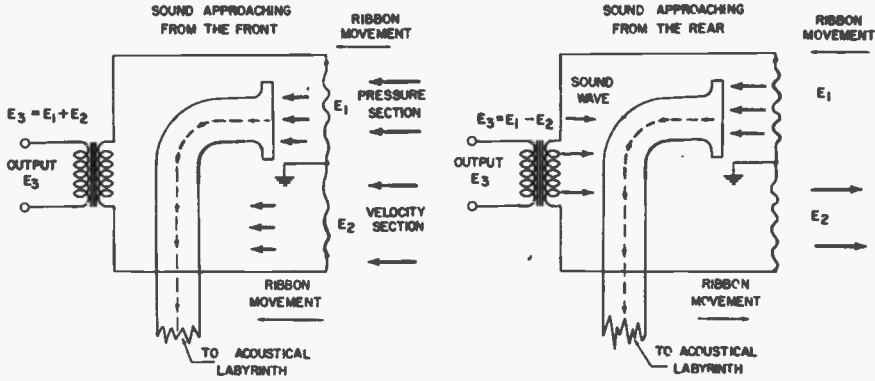 SOUND APPROACHING
FROM THE FRONT
RIBBON
MOVEMENT
E3 = E1 + E2
OUTPUT
E3
E1
PRESSURE
SECTION
E2
VELOCITY
SECTION
RIBBON
MOVEMENT
TO ACOUSTICAL
LABYRINTH
SOUND APPROACHING
FROM THE REAR
RIBBON
MOVEMENT
SOUND
WAVE
E3 = E1 - E2
OUTPUT
E3
E1
E2
RIBBON
MOVEMENT
TO ACOUSTICAL
LABYRINTH